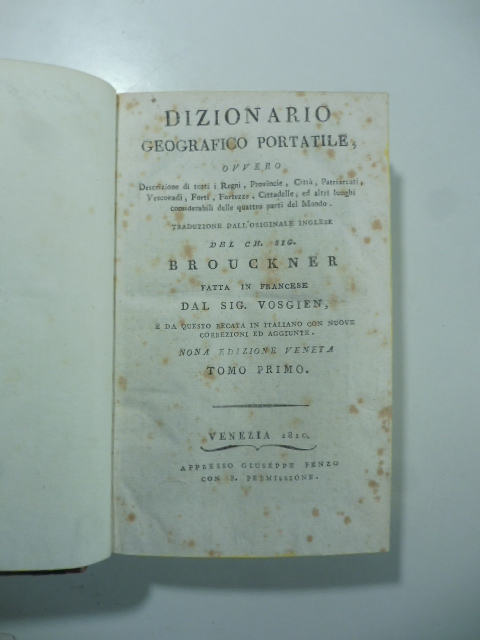 DIZIONARIO
GEOGRAFICO PORTATILE,
OVVERO
Descrizione di tutti i Regni, Provincie, Città, Patriarcati,
Vescovadi, Forti, Fortezze, Cittadelle, ed altri luoghi
considerabili delle quattro parti del Mondo.
TRADUZIONE DALL'ORIGINALE INGLESE
DEL CH. SIG.
BROUCKNER
FATTA IN FRANCESE
DAL SIG. VOSGIEN,
E DA QUESTO RECATA IN ITALIANO CON NUOVE
CORREZIONI ED AGGIUNTE.
NONA EDIZIONE VENETA
TOMO PRIMO.
VENEZIA 1810.
APPRESSO GIUSEPPE FENZO
CON P. PERMISSIONE.